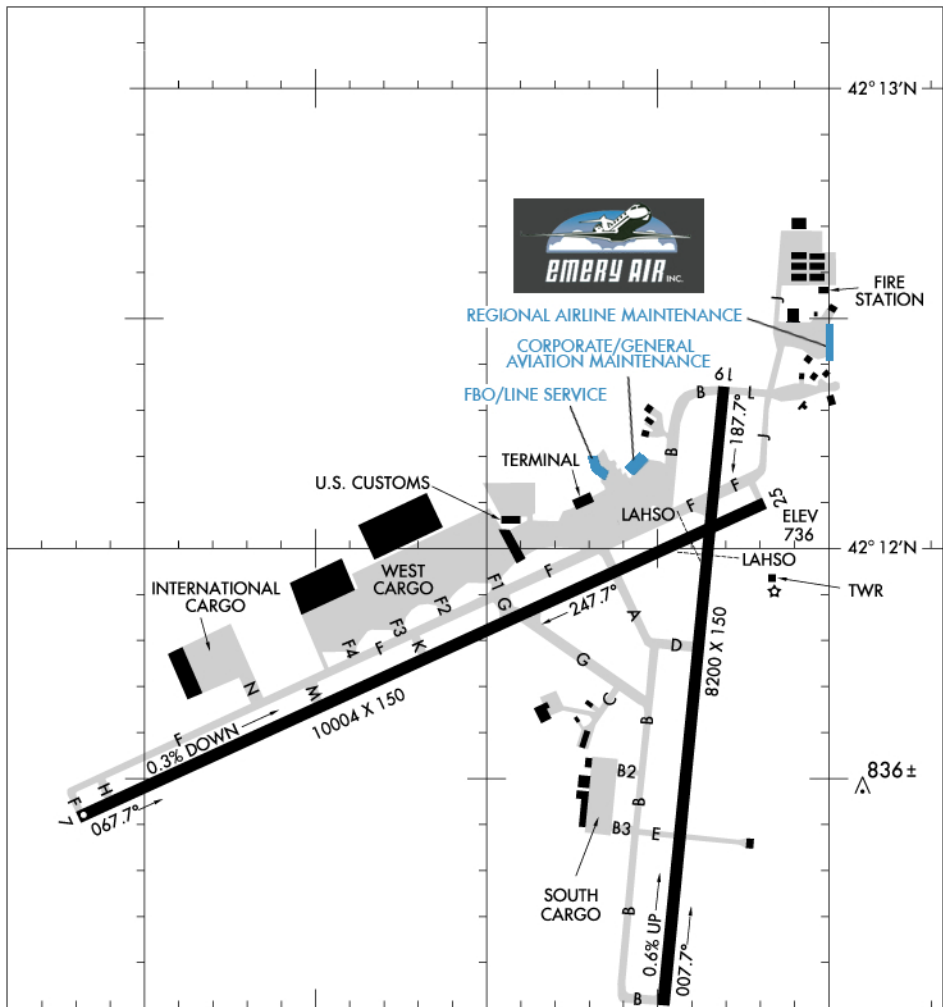 42° 13'N
EMERY AIR INC.
FIRE
STATION
J
REGIONAL AIRLINE MAINTENANCE
CORPORATE/GENERAL
AVIATION MAINTENANCE
FBO/LINE SERVICE
B
19
L
187.7°
B
J
TERMINAL
U.S. CUSTOMS
F
F
25
LAHSO
ELEV
736
42° 12'N
LAHSO
TWR
WEST
CARGO
INTERNATIONAL
CARGO
F1
F
G
247.7°
F2
F3
K
F
F4
A
D
8200 X 150
G
C
N
M
10004 X 150
B
F
0.3% DOWN
H
F
7
067.7°
B2
B
836 ±
B3
E
SOUTH
CARGO
B
0.6% UP
007.7°
B